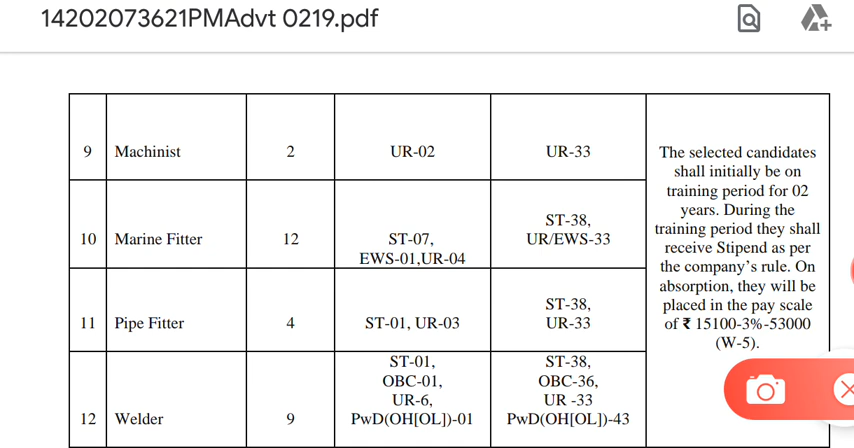 14202073621PMAdvt 0219.pdf
9 Machinist 2 UR-02 UR-33
10 Marine Fitter 12 ST-07, EWS-01,UR-04 ST-38, UR/EWS-33
11 Pipe Fitter 4 ST-01, UR-03 ST-38, UR-33
12 Welder 9 ST-01, OBC-01, UR-6, PwD(OH[OL])-01 ST-38, OBC-36, UR -33 PwD(OH[OL])-43
The selected candidates
shall initially be on
training period for 02
years. During the
training period they shall
receive Stipend as per
the company’s rule. On
absorption, they will be
placed in the pay scale
of ₹ 15100-3%-53000
(W-5).